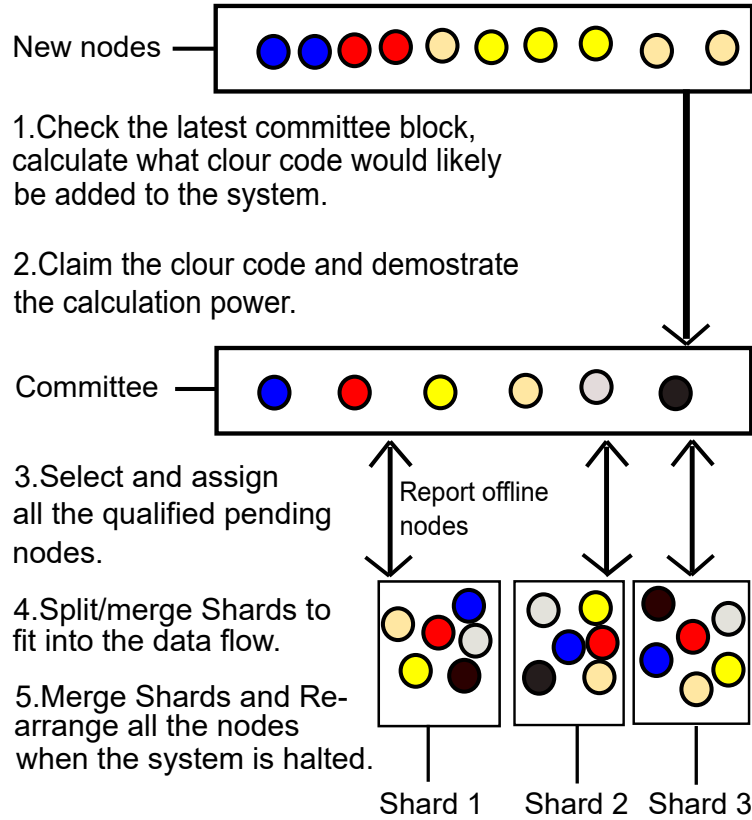 New nodes
1.Check the latest committee block,
calculate what clour code would likely
be added to the system.
2.Claim the clour code and demostrate
the calculation power.
Committee
3.Select and assign
all the qualified pending
nodes.
Report offline
nodes
4.Split/merge Shards to
fit into the data flow.
5.Merge Shards and Re-
arrange all the nodes
when the system is halted.
Shard 1
Shard 2
Shard 3